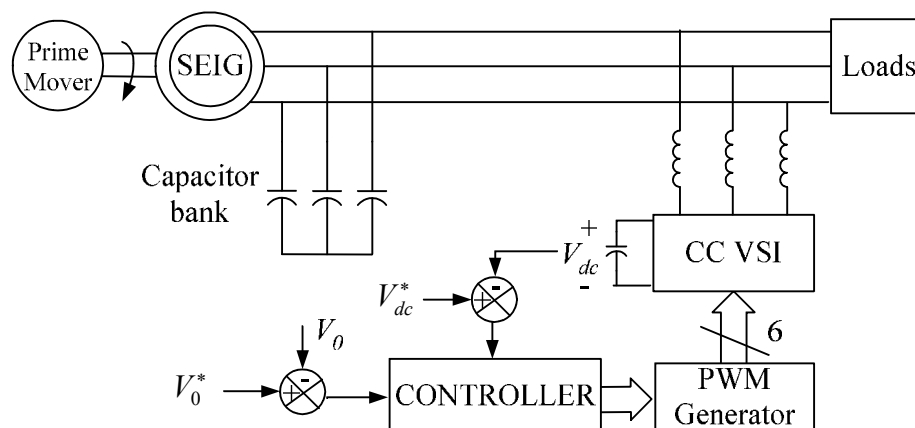 Prime
Mover
SEIG
Loads
Capacitor
bank
+
V_dc
-
CC VSI
V*_dc
+
-
6
V_0
V*_0
+
-
CONTROLLER
PWM
Generator